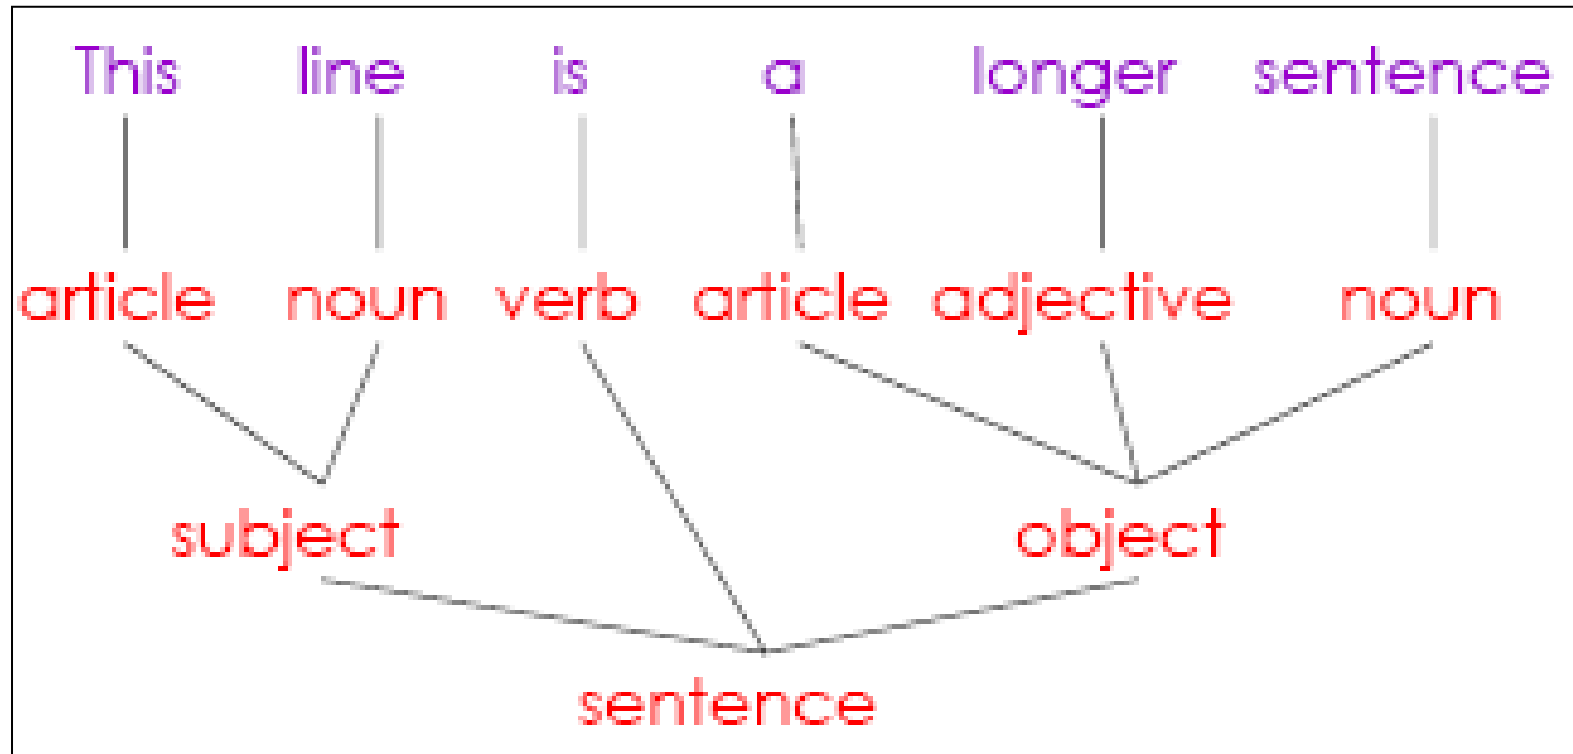 This line is a longer sentence
article noun verb article adjective noun
subject object
sentence